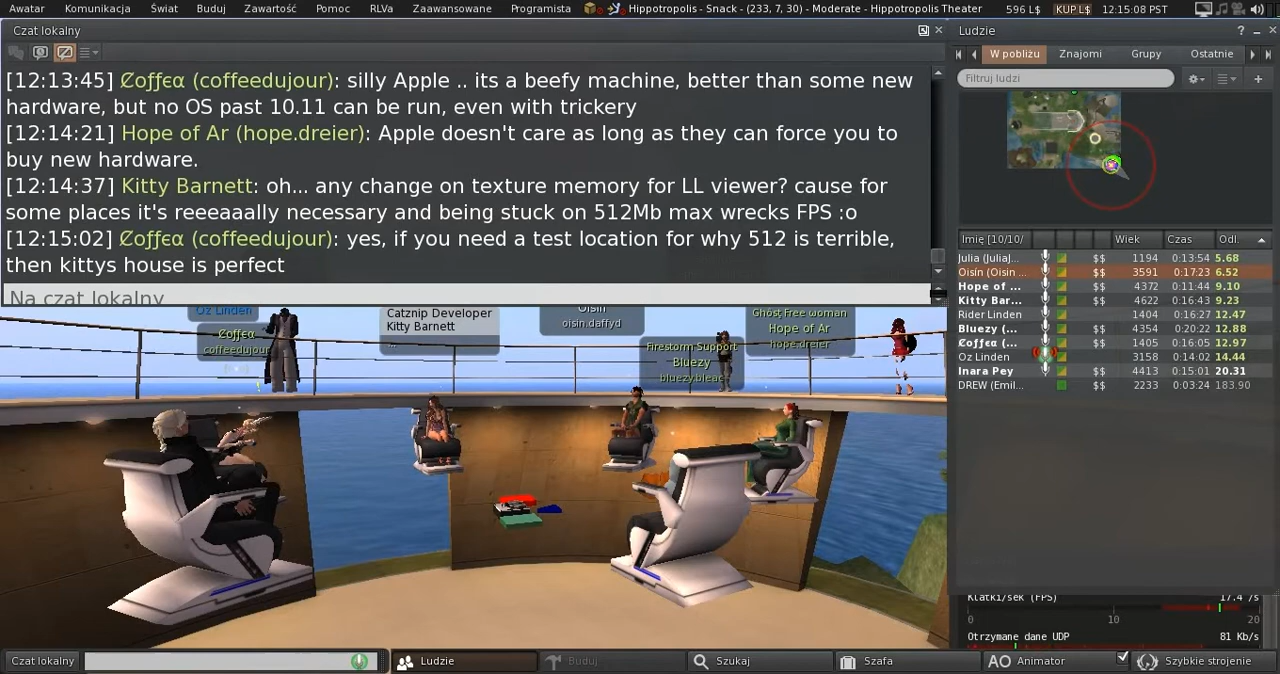 Awatar Komunikacja Świat Buduj Zawartość Pomoc RLVa Zaawansowane Programista Hippotropolis - Snack - (233, 7, 30) - Moderate - Hippotropolis Theater 596 L$ KUP L$ 12:15:08 PST
Czat lokalny
[12:13:45] Ȼσƒƒєα (coffeedujour): silly Apple .. its a beefy machine, better than some new
hardware, but no OS past 10.11 can be run, even with trickery
[12:14:21] Hope of Ar (hope.dreier): Apple doesn't care as long as they can force you to
buy new hardware.
[12:14:37] Kitty Barnett: oh... any change on texture memory for LL viewer? cause for
some places it's reeeaaally necessary and being stuck on 512Mb max wrecks FPS :o
[12:15:02] Ȼσƒƒєα (coffeedujour): yes, if you need a test location for why 512 is terrible,
then kittys house is perfect
Na czat lokalny
Oz Linden
Ȼσƒƒєα
coffeedujour
Catznip Developer
Kitty Barnett
...
Oisin
oisin.daffyd
Firestorm Support
Bluezy
bluezy.bleac
Ghost Free woman
Hope of Ar
hope.dreier
Ludzie ? _ ×
W pobliżu Znajomi Grupy Ostatnie
Filtruj ludzi
Imię [10/10/ Wiek Czas Odl.
Julia (JuliaJ... $$ 1194 0:13:54 5.68
Oisín (Oisin ... $$ 3591 0:17:23 6.52
Hope of ... $$ 4372 0:11:44 9.10
Kitty Bar... $$ 4622 0:16:43 9.23
Rider Linden 1404 0:16:27 12.47
Bluezy (... $$ 4354 0:20:22 12.88
Ȼσƒƒєα (... $$ 1405 0:16:05 12.97
Oz Linden 3158 0:14:02 14.44
Inara Pey $$ 4413 0:15:01 20.31
DREW (Emil... $$ 2233 0:03:24 183.90
Klatki/sek (FPS) 17.4 /s
0 10 20
Otrzymane dane UDP 81 Kb/s
Czat lokalny Ludzie Buduj Szukaj Szafa AO Animator Szybkie strojenie